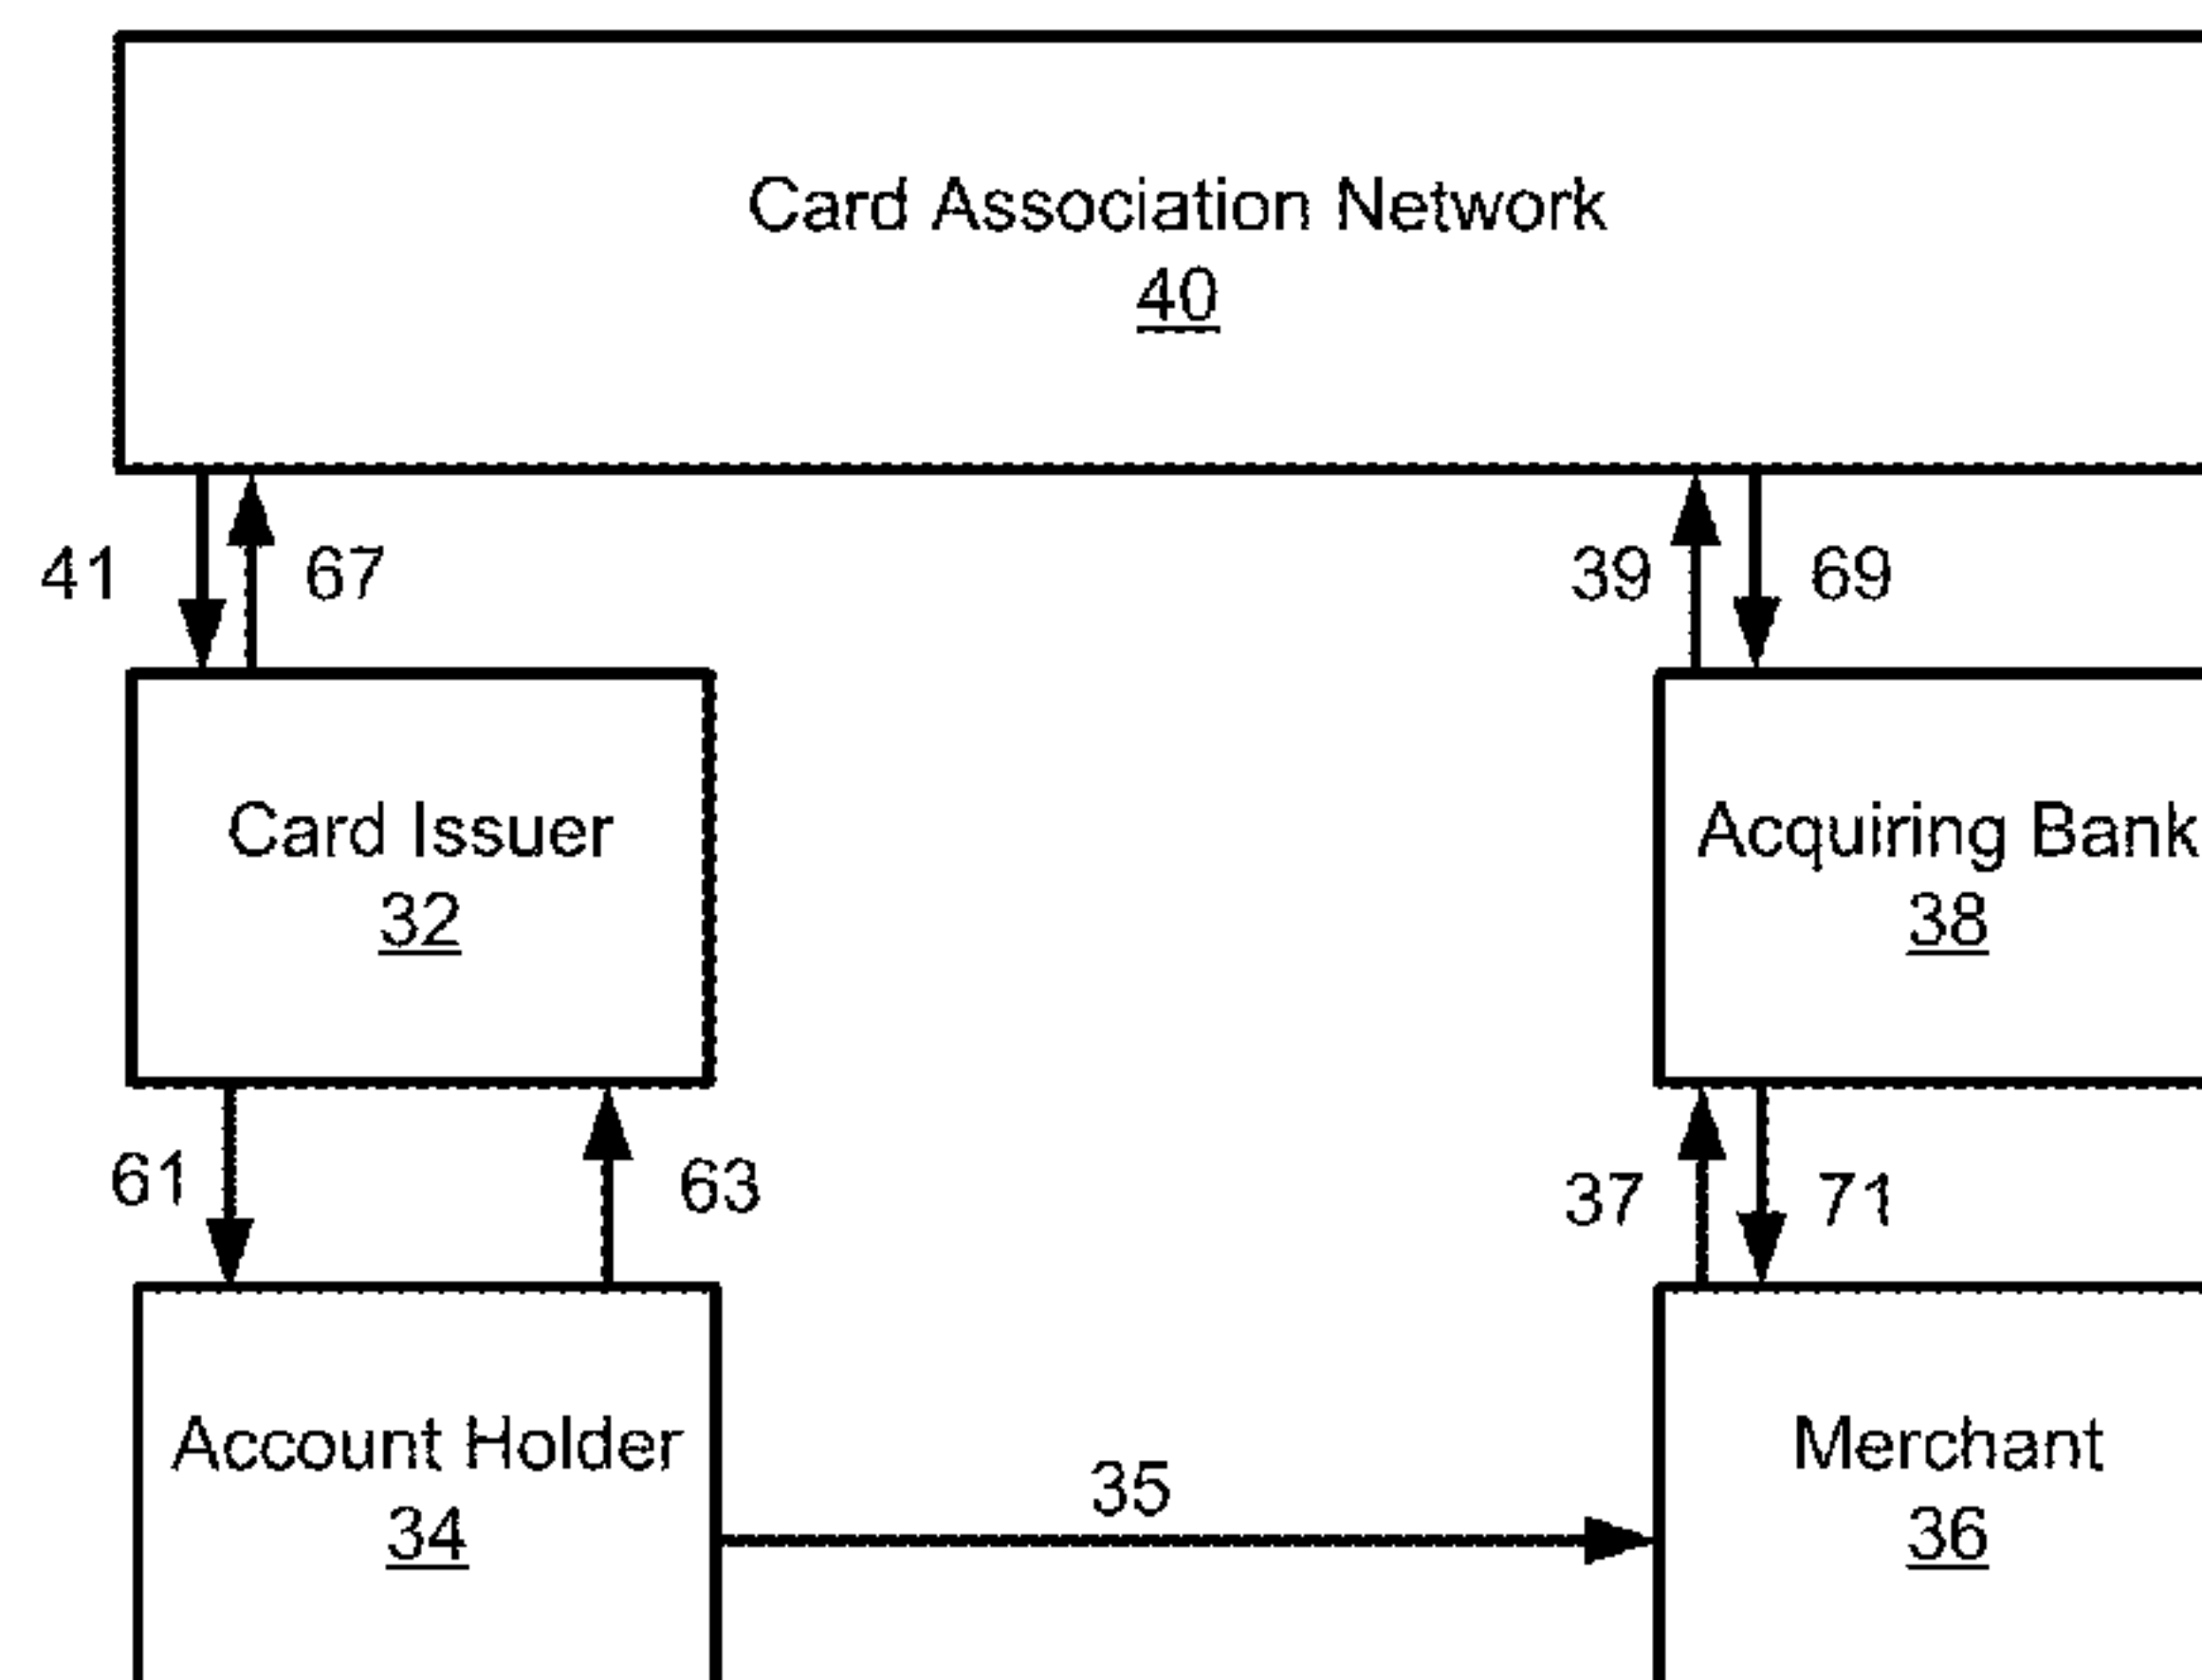 Card Association Network
40
41
67
39
69
Card Issuer
32
Acquiring Bank
38
61
63
37
71
Account Holder
34
35
Merchant
36